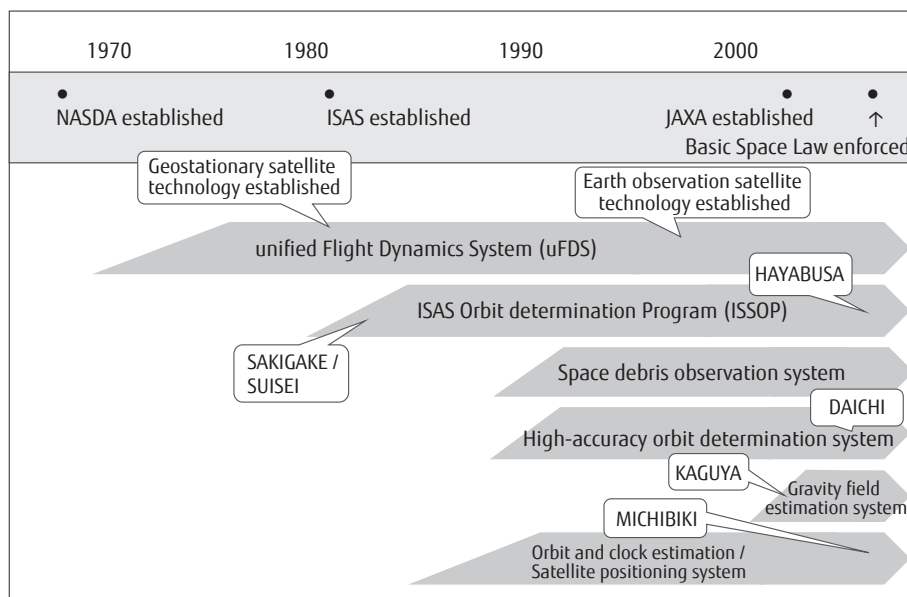 1970 1980 1990 2000
NASDA established ISAS established JAXA established ↑
Basic Space Law enforced
Geostationary satellite
technology established
Earth observation satellite
technology established
unified Flight Dynamics System (uFDS)
HAYABUSA
ISAS Orbit determination Program (ISSOP)
SAKIGAKE /
SUISEI
Space debris observation system
DAICHI
High-accuracy orbit determination system
KAGUYA
Gravity field
estimation system
MICHIBIKI
Orbit and clock estimation /
Satellite positioning system